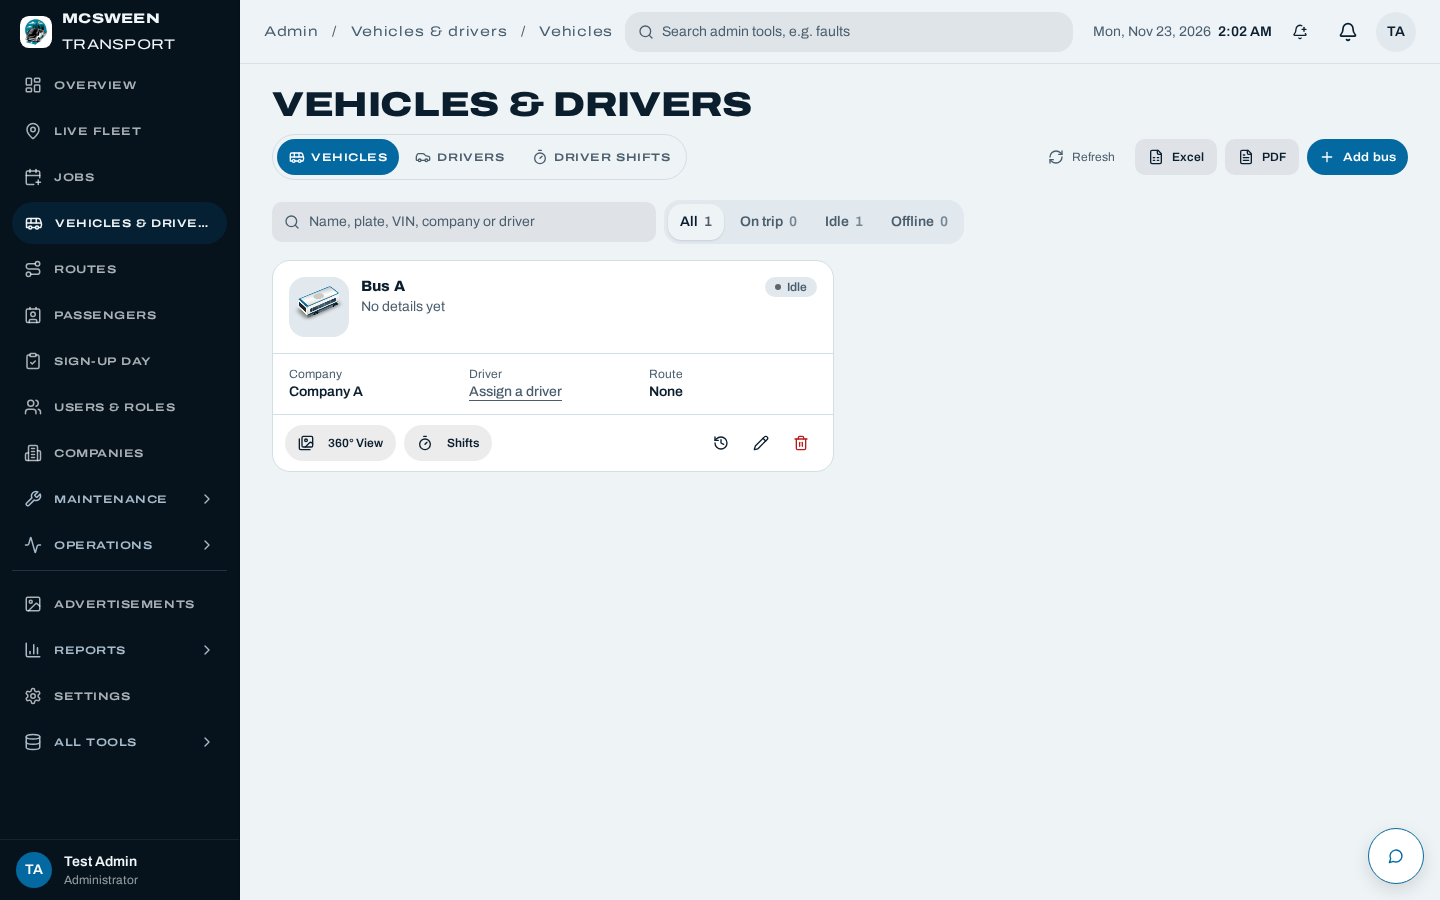 MCSWEEN
TRANSPORT
OVERVIEW
LIVE FLEET
JOBS
VEHICLES & DRIVE...
ROUTES
PASSENGERS
SIGN-UP DAY
USERS & ROLES
COMPANIES
MAINTENANCE
OPERATIONS
ADVERTISEMENTS
REPORTS
SETTINGS
ALL TOOLS
TA
Test Admin
Administrator
Admin / Vehicles & drivers / Vehicles
Search admin tools, e.g. faults
Mon, Nov 23, 2026 2:02 AM
TA
VEHICLES & DRIVERS
VEHICLES DRIVERS DRIVER SHIFTS
Refresh Excel PDF Add bus
Name, plate, VIN, company or driver
All 1 On trip 0 Idle 1 Offline 0
Bus A
No details yet
Idle
Company Driver Route
Company A Assign a driver None
360° View Shifts